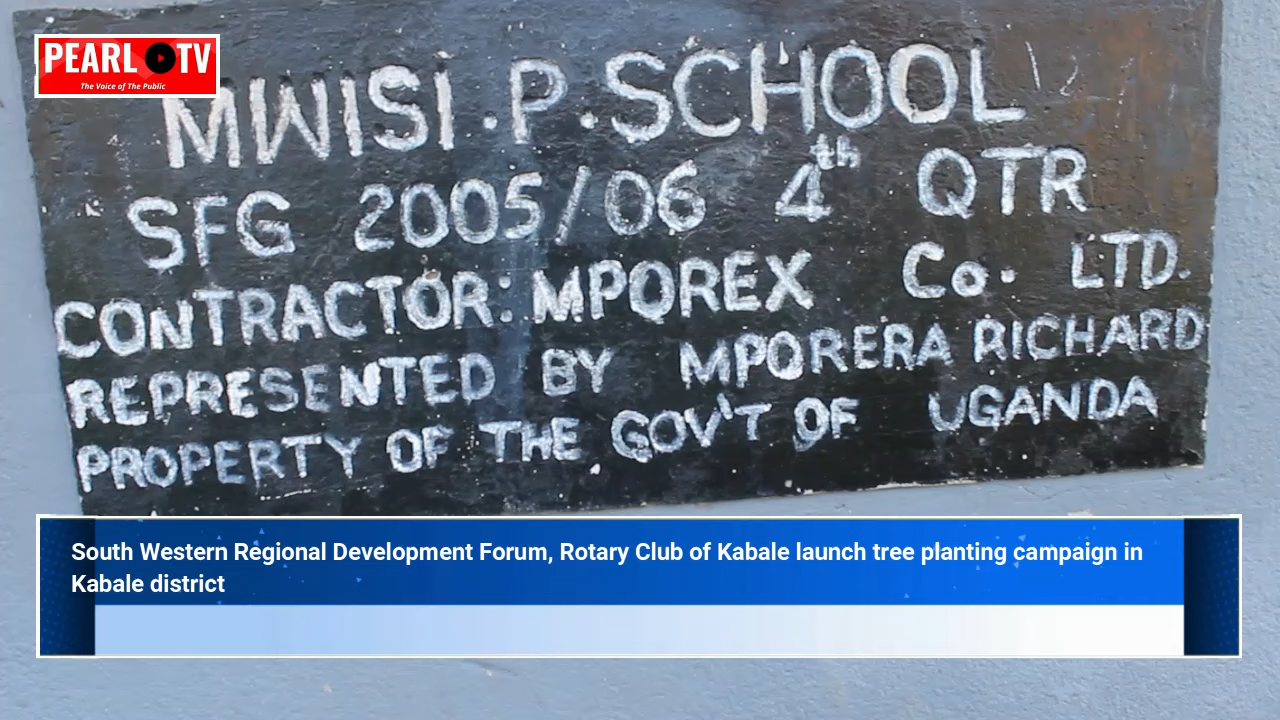 PEARL TV
The Voice of The Public
MWISI.P.SCHOOL
SFG 2005/06 4th QTR
CONTRACTOR: MPOREX Co. LTD.
REPRESENTED BY MPORERA RICHARD
PROPERTY OF THE GOV'T OF UGANDA
South Western Regional Development Forum, Rotary Club of Kabale launch tree planting campaign in
Kabale district